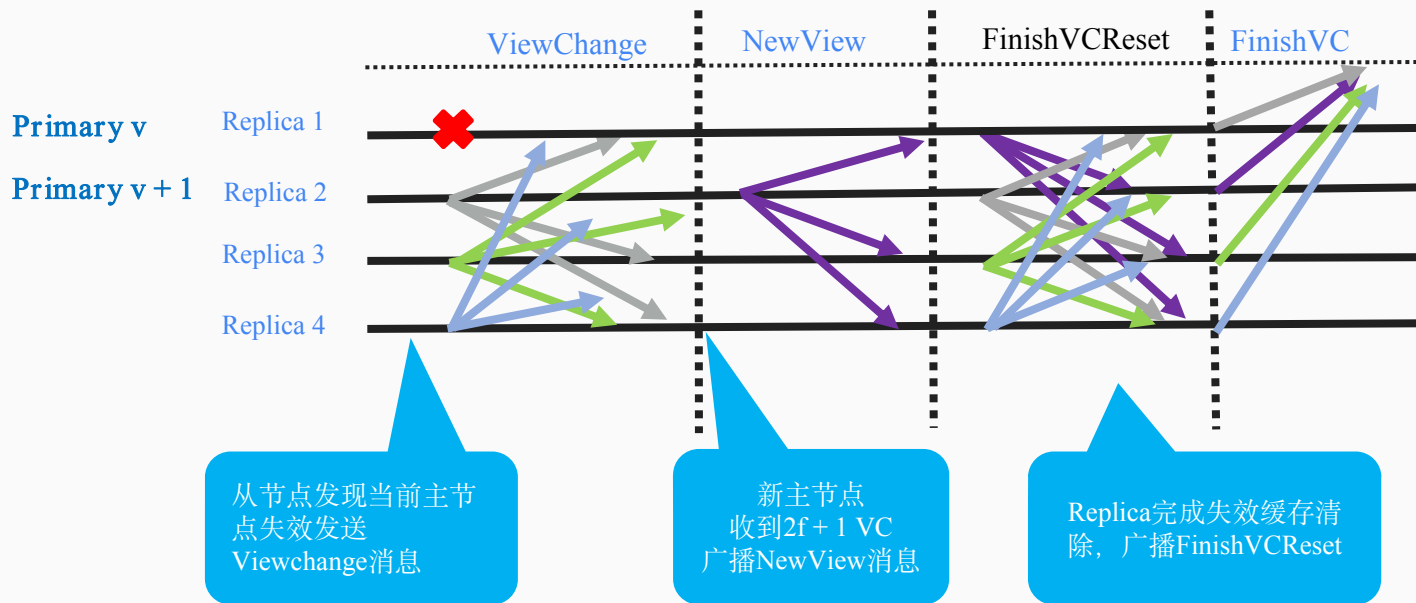 ViewChange
NewView
FinishVCReset
FinishVC
Primary v
Replica 1
Primary v + 1
Replica 2
Replica 3
Replica 4
从节点发现当前主节
点失效发送
Viewchange消息
新主节点
收到2f + 1 VC
广播NewView消息
Replica完成失效缓存清
除，广播FinishVCReset